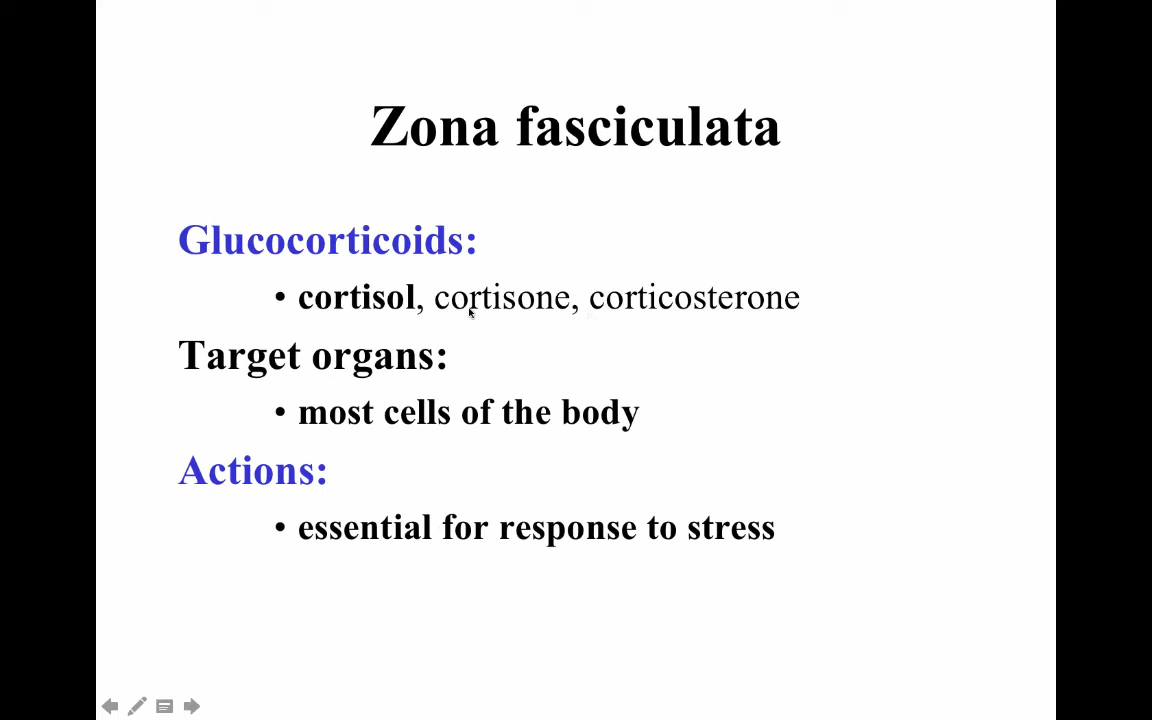 Zona fasciculata
Glucocorticoids:
• cortisol, cortisone, corticosterone
Target organs:
• most cells of the body
Actions:
• essential for response to stress